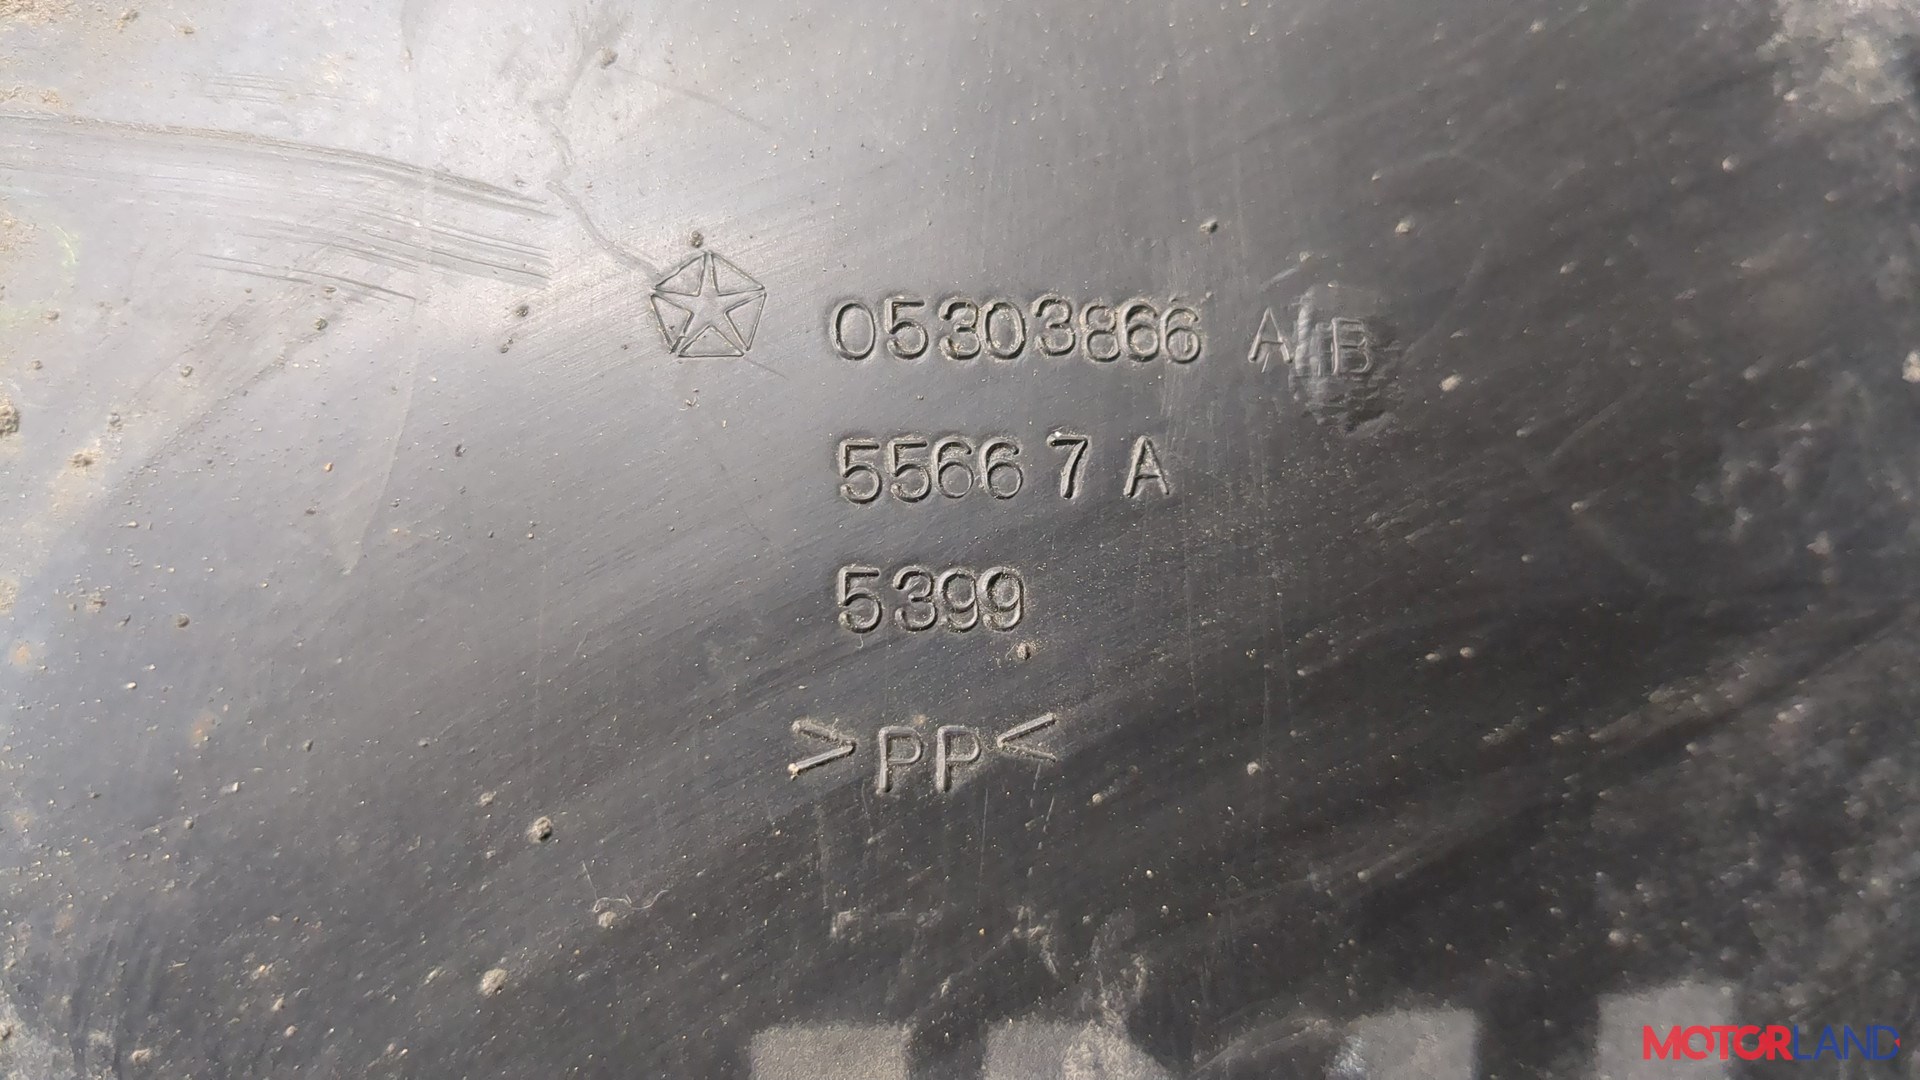 05303866 AB
5566 7 A
5399
>PP<
MOTORLAND